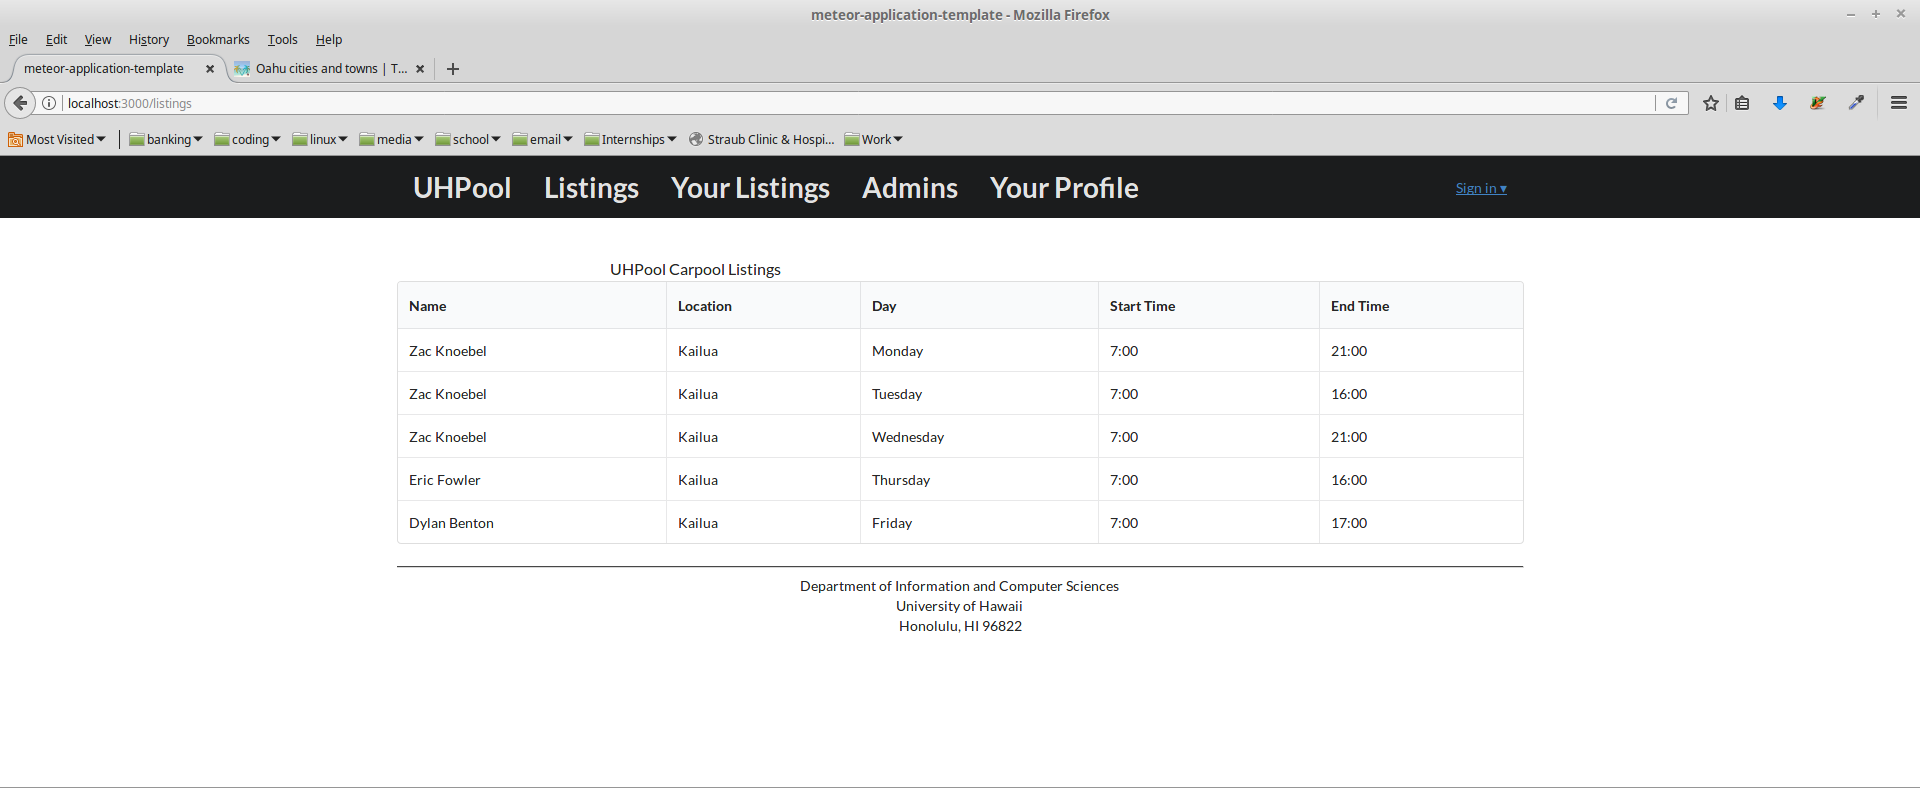 meteor-application-template - Mozilla Firefox
File Edit View History Bookmarks Tools Help
meteor-application-template Oahu cities and towns | T...
localhost:3000/listings
Most Visited banking coding linux media school email Internships Straub Clinic & Hospi... Work
UHPool Listings Your Listings Admins Your Profile Sign in ▾
UHPool Carpool Listings
Name Location Day Start Time End Time
Zac Knoebel Kailua Monday 7:00 21:00
Zac Knoebel Kailua Tuesday 7:00 16:00
Zac Knoebel Kailua Wednesday 7:00 21:00
Eric Fowler Kailua Thursday 7:00 16:00
Dylan Benton Kailua Friday 7:00 17:00
Department of Information and Computer Sciences
University of Hawaii
Honolulu, HI 96822